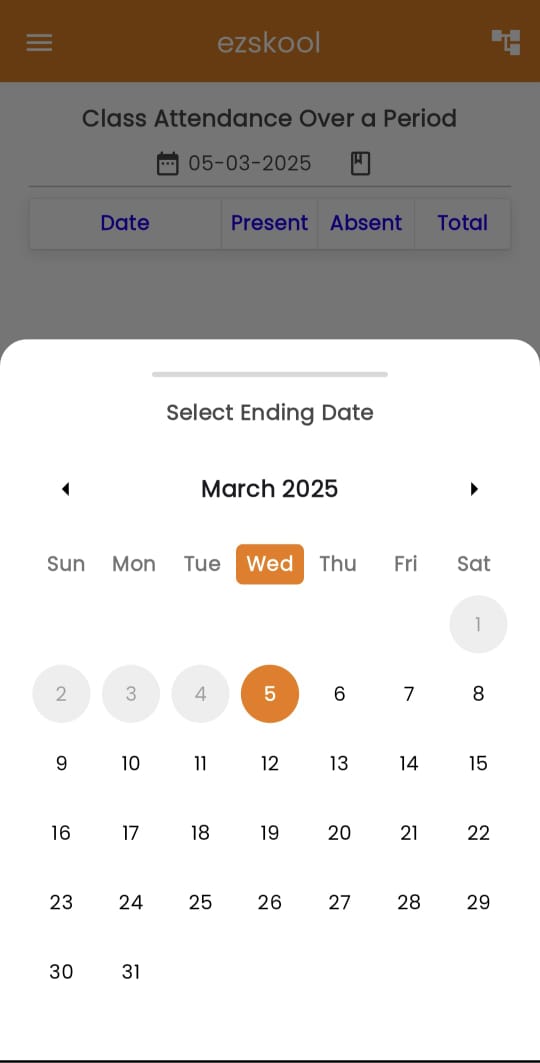 ezskool
Class Attendance Over a Period
05-03-2025
Date Present Absent Total
Select Ending Date
March 2025
Sun Mon Tue Wed Thu Fri Sat
1
2 3 4 5 6 7 8
9 10 11 12 13 14 15
16 17 18 19 20 21 22
23 24 25 26 27 28 29
30 31